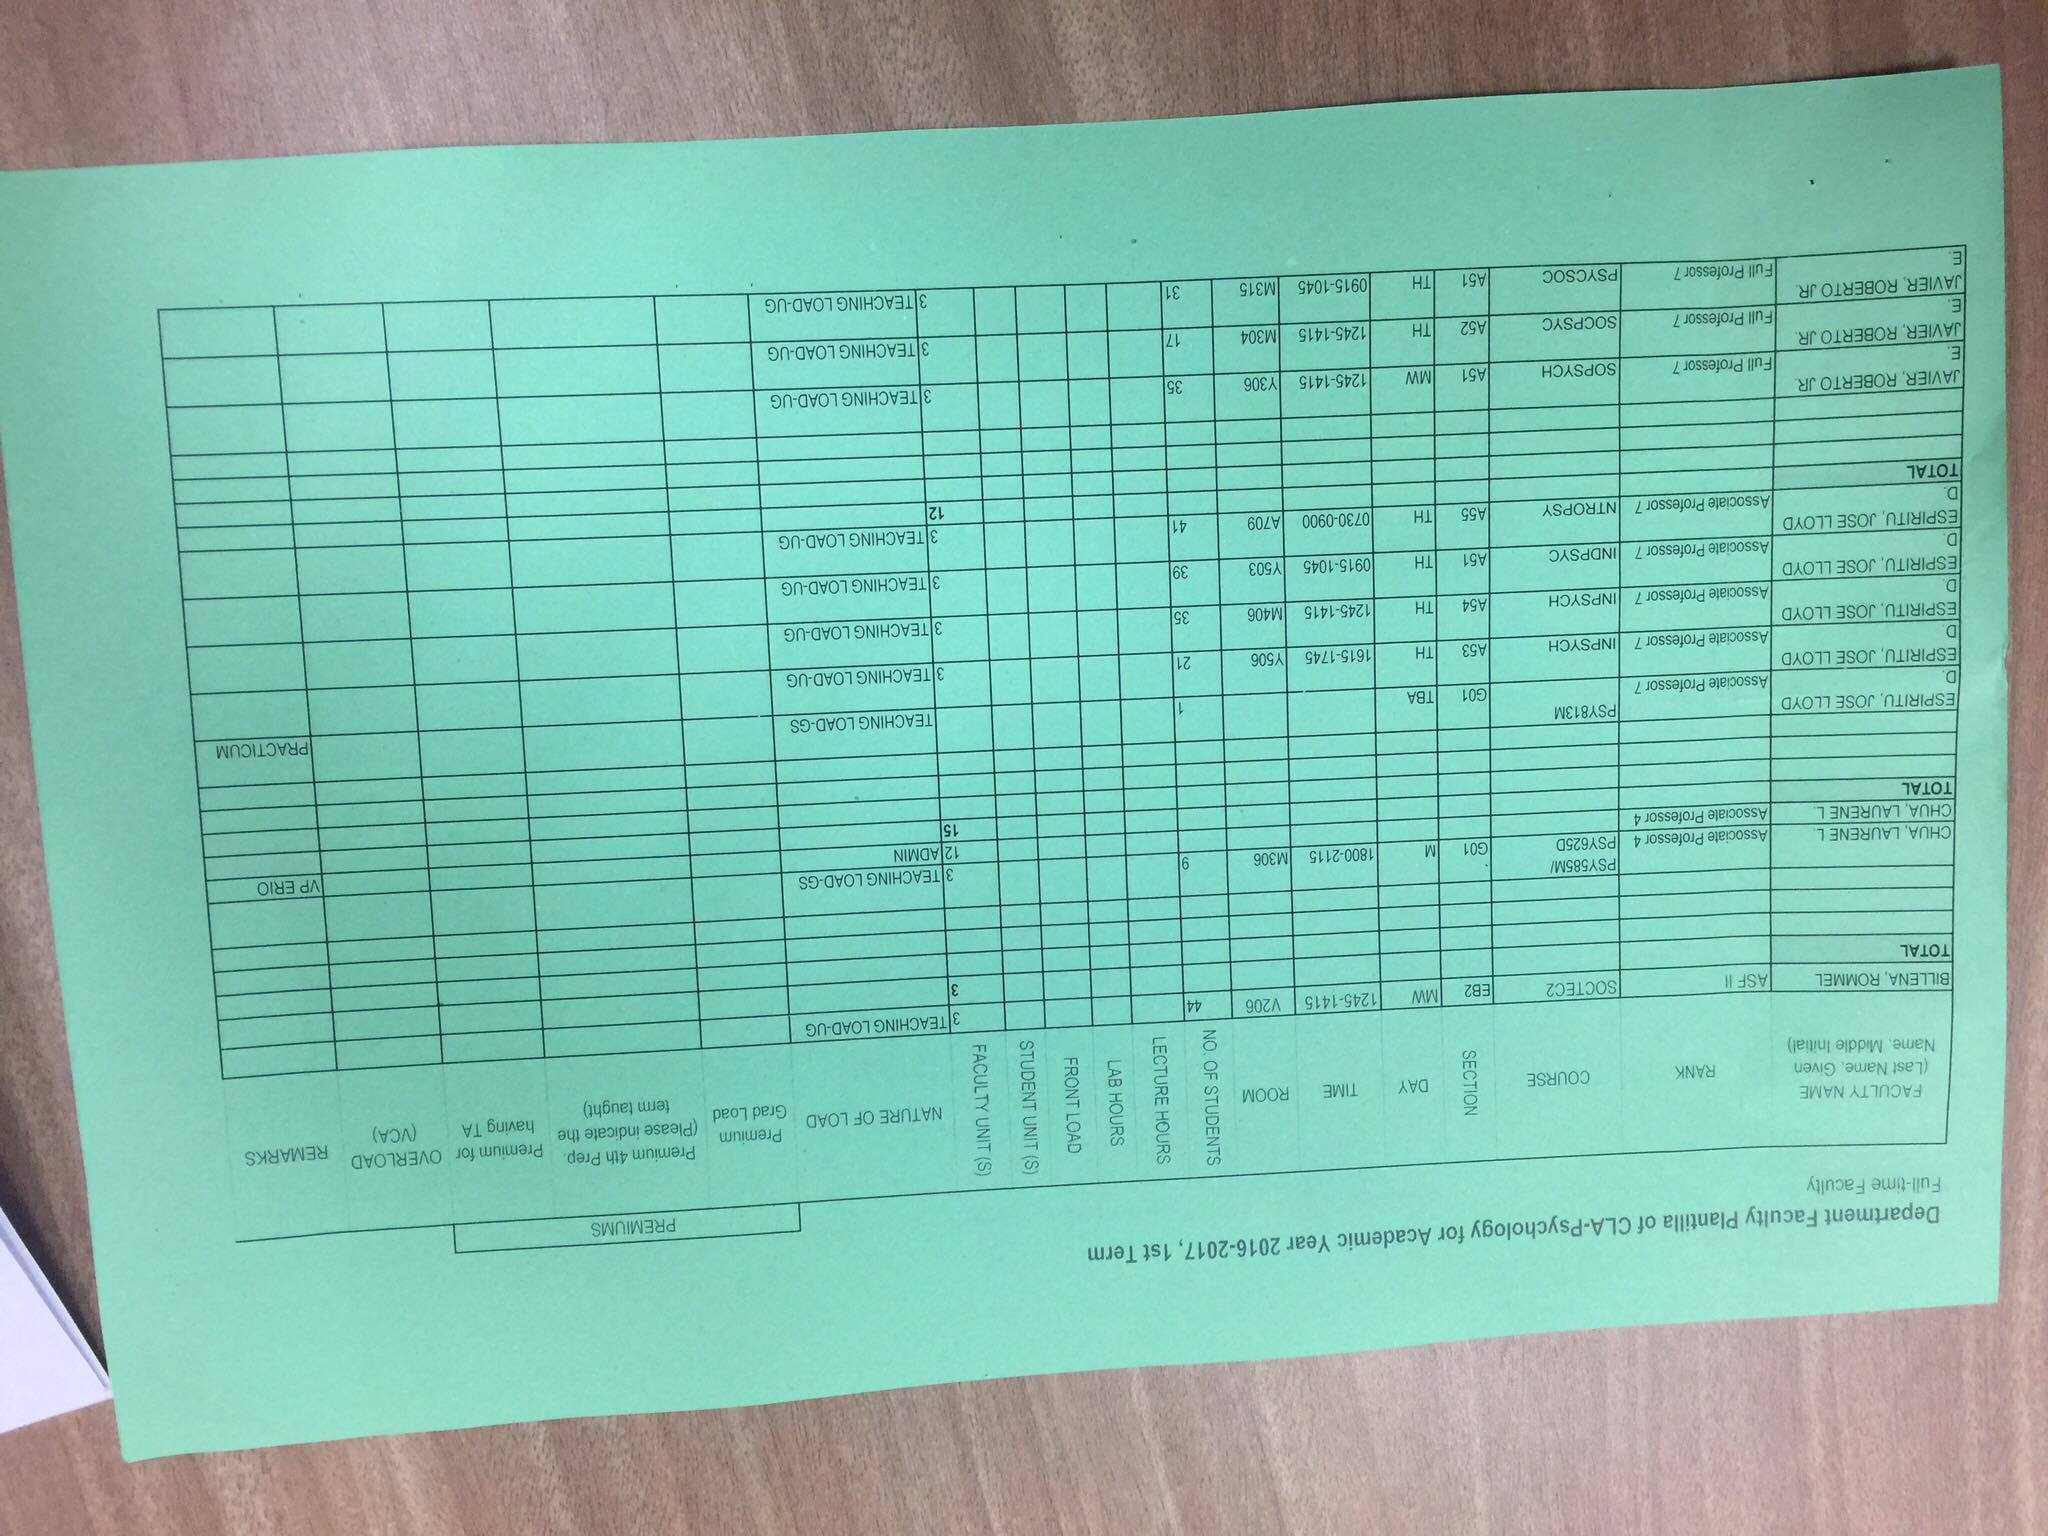 Department Faculty Plantilla of CLA-Psychology for Academic Year 2016-2017, 1st Term
Full-time Faculty
PREMIUMS
FACULTY NAME (Last Name. Given Name. Middle Initial) RANK COURSE SECTION DAY TIME ROOM NO. OF STUDENTS LECTURE HOURS LAB HOURS FRONT LOAD STUDENT UNIT (S) FACULTY UNIT (S) NATURE OF LOAD Premium Grad Load Premium 4th Prep. (Please indicate the term taught) Premium for having TA OVERLOAD (VCA) REMARKS
BILLENA, ROMMEL ASF II SOCTEC2 EB2 MW 1245-1415 V206 44 3 TEACHING LOAD-UG
TOTAL 3
CHUA, LAURENE L. Associate Professor 4 PSY585M/ PSY625D G01 M 1800-2115 M306 9 3 TEACHING LOAD-GS
CHUA, LAURENE L. Associate Professor 4 12 ADMIN VP ERIO
TOTAL 15
ESPIRITU, JOSE LLOYD D. Associate Professor 7 PSY813M G01 TBA 1 TEACHING LOAD-GS PRACTICUM
ESPIRITU, JOSE LLOYD D. Associate Professor 7 INPSYCH A53 TH 1615-1745 Y506 21 3 TEACHING LOAD-UG
ESPIRITU, JOSE LLOYD D. Associate Professor 7 INPSYCH A54 TH 1245-1415 M406 35 3 TEACHING LOAD-UG
ESPIRITU, JOSE LLOYD D. Associate Professor 7 INDPSYC A51 TH 0915-1045 Y503 39 3 TEACHING LOAD-UG
ESPIRITU, JOSE LLOYD D. Associate Professor 7 NTROPSY A55 TH 0730-0900 A709 41 3 TEACHING LOAD-UG
TOTAL 12
JAVIER, ROBERTO JR. E. Full Professor 7 SOPSYCH A51 MW 1245-1415 Y306 35 3 TEACHING LOAD-UG
JAVIER, ROBERTO JR. E. Full Professor 7 SOCPSYC A52 TH 1245-1415 M304 17 3 TEACHING LOAD-UG
JAVIER, ROBERTO JR. E. Full Professor 7 PSYCSOC A51 TH 0915-1045 M315 31 3 TEACHING LOAD-UG